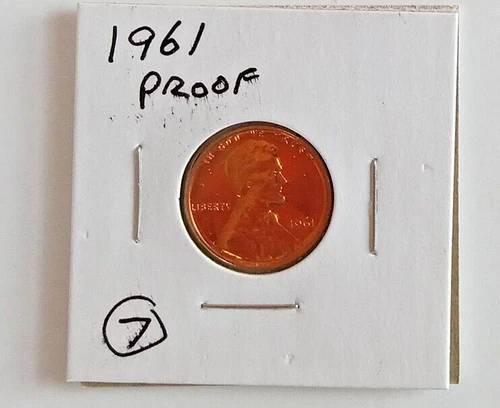 1961
PROOF
IN GOD WE TRUST
LIBERTY
1961
7